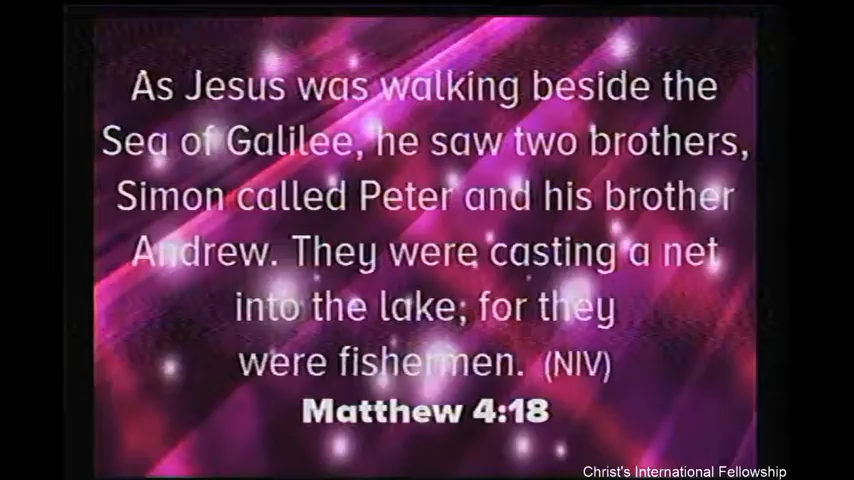 As Jesus was walking beside the
Sea of Galilee, he saw two brothers,
Simon called Peter and his brother
Andrew. They were casting a net
into the lake; for they
were fishermen. (NIV)
Matthew 4:18
Christ's International Fellowship